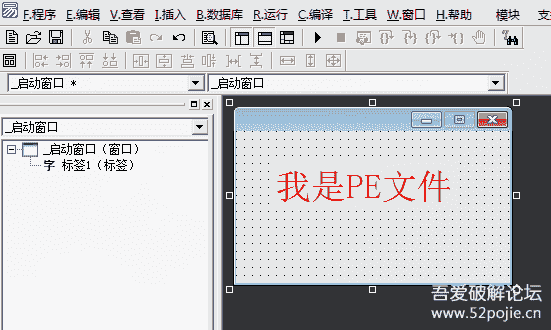 易
F.程序 E.编辑 V.查看 I.插入 B.数据库 R.运行 C.编译 T.工具 W.窗口 H.帮助 模块
_启动窗口 * _启动窗口
_启动窗口
_启动窗口（窗口）
字 标签1（标签）
我是PE文件
吾爱破解论坛
www.52pojie.cn